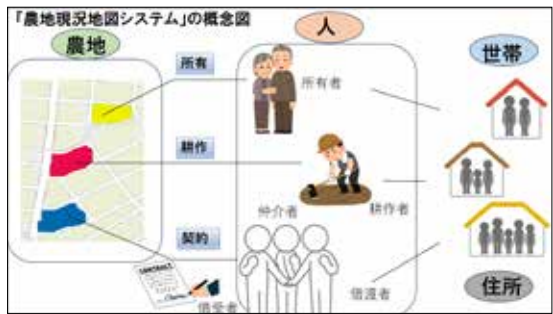 「農地現況地図システム」の概念図
農地
人
世帯
所有
所有者
耕作
耕作者
仲介者
契約
CONTRACT
借受者
借渡者
住所